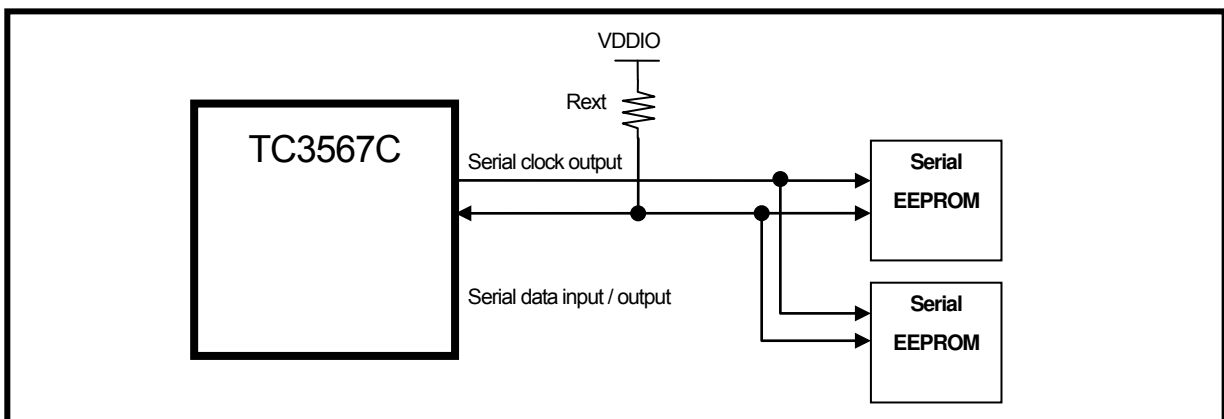 VDDIO
Rext
TC3567C
Serial clock output
Serial
EEPROM
Serial data input / output
Serial
EEPROM